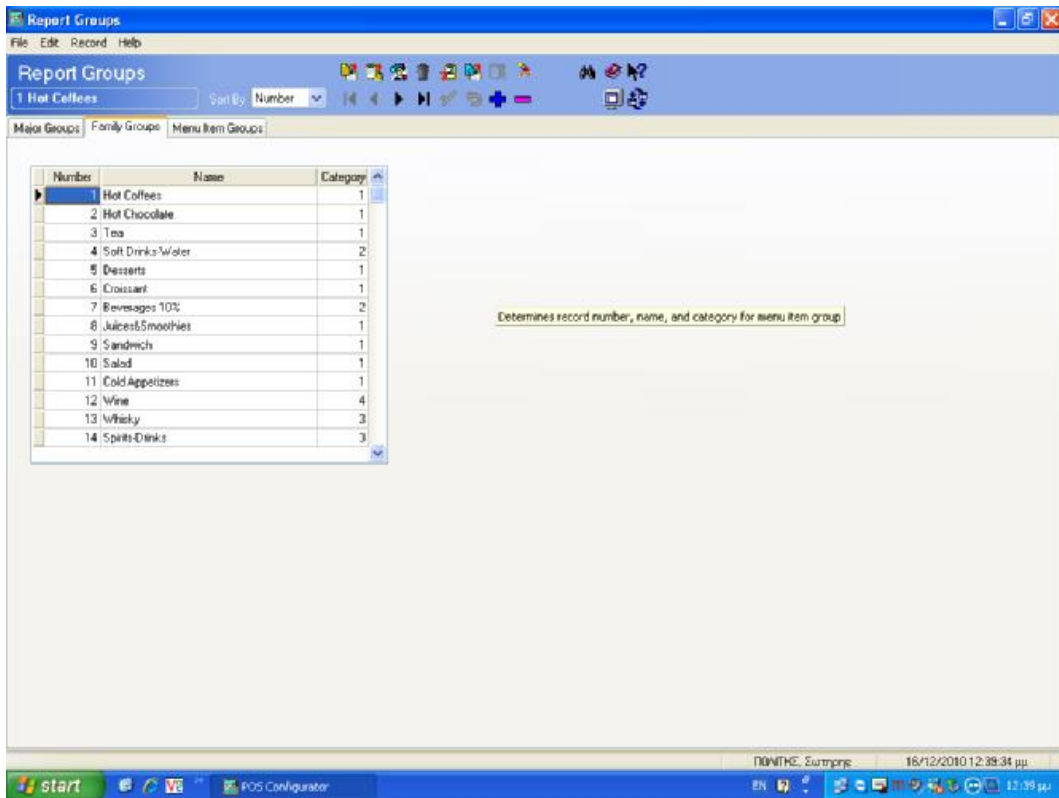 Report Groups
File Edit Record Help
Report Groups
1 Hot Coffees Sort By Number
Major Groups Family Groups Menu Item Groups
Number Name Category
1 Hot Coffees 1
2 Hot Chocolate 1
3 Tea 1
4 Soft Drinks-Water 2
5 Desserts 1
6 Croissant 1
7 Beverages 10% 2
8 Juices&Smoothies 1
9 Sandwich 1
10 Salad 1
11 Cold Appetizers 1
12 Wine 4
13 Whisky 3
14 Spirits-Drinks 3
Determines record number, name, and category for menu item group
16/12/2010 12:39:34 μμ
start POS Configurator EN 12:39 μμ